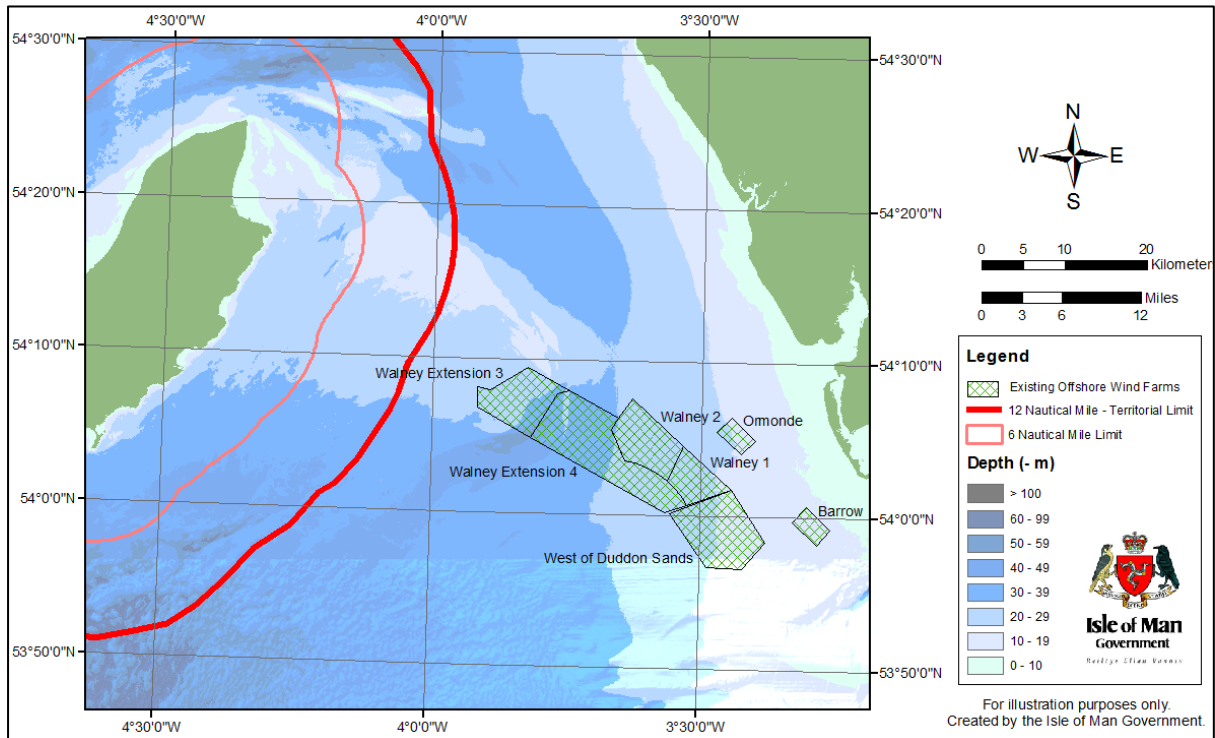 4°30'0"W
4°0'0"W
3°30'0"W
54°30'0"N
54°30'0"N
54°20'0"N
54°20'0"N
54°10'0"N
54°10'0"N
54°0'0"N
54°0'0"N
53°50'0"N
53°50'0"N
4°30'0"W
4°0'0"W
3°30'0"W
Walney Extension 3
Walney 2
Ormonde
Walney Extension 4
Walney 1
Barrow
West of Duddon Sands
N
W
E
S
0 5 10 20
Kilometer
Miles
0 3 6 12
Legend
Existing Offshore Wind Farms
12 Nautical Mile - Territorial Limit
6 Nautical Mile Limit
Depth (- m)
> 100
60 - 99
50 - 59
40 - 49
30 - 39
20 - 29
10 - 19
0 - 10
Isle of Man
Government
Reiltys Ellan Vannin
For illustration purposes only.
Created by the Isle of Man Government.